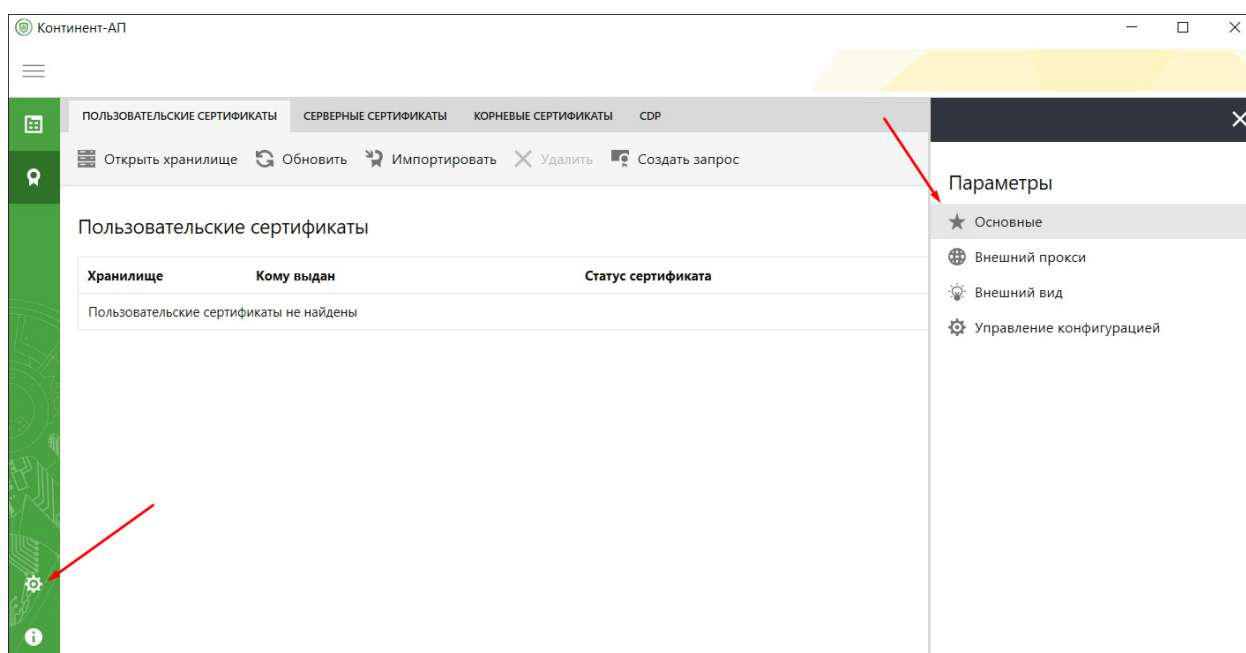 Континент-АП
ПОЛЬЗОВАТЕЛЬСКИЕ СЕРТИФИКАТЫ СЕРВЕРНЫЕ СЕРТИФИКАТЫ КОРНЕВЫЕ СЕРТИФИКАТЫ CDP
Открыть хранилище Обновить Импортировать Удалить Создать запрос
Пользовательские сертификаты
Хранилище Кому выдан Статус сертификата
Пользовательские сертификаты не найдены
Параметры
Основные
Внешний прокси
Внешний вид
Управление конфигурацией